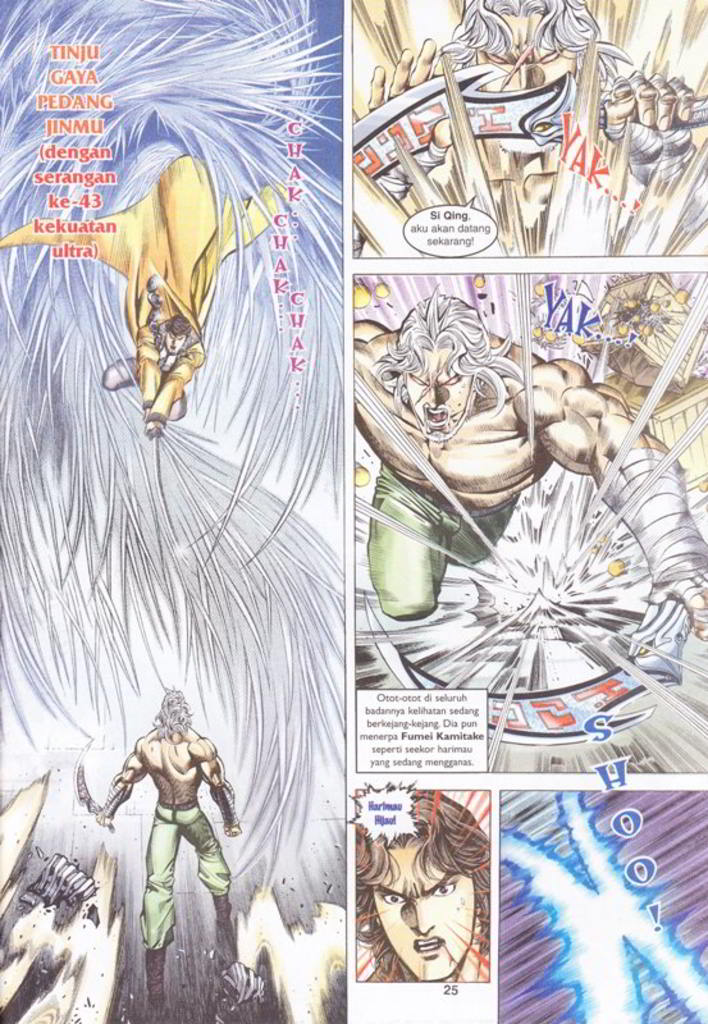 TINJU
GAYA
PEDANG
JINMU
(dengan
serangan
ke-43
kekuatan
ultra)
CHAK...
CHAK...
CHAK...
YAK....!
Si Qing,
aku akan datang
sekarang!
YAK....!
Otot-otot di seluruh
badannya kelihatan sedang
berkejang-kejang. Dia pun
menerpa Fumei Kamitake
seperti seekor harimau
yang sedang mengganas.
Harimau
Hijau!
SHOOO!
25